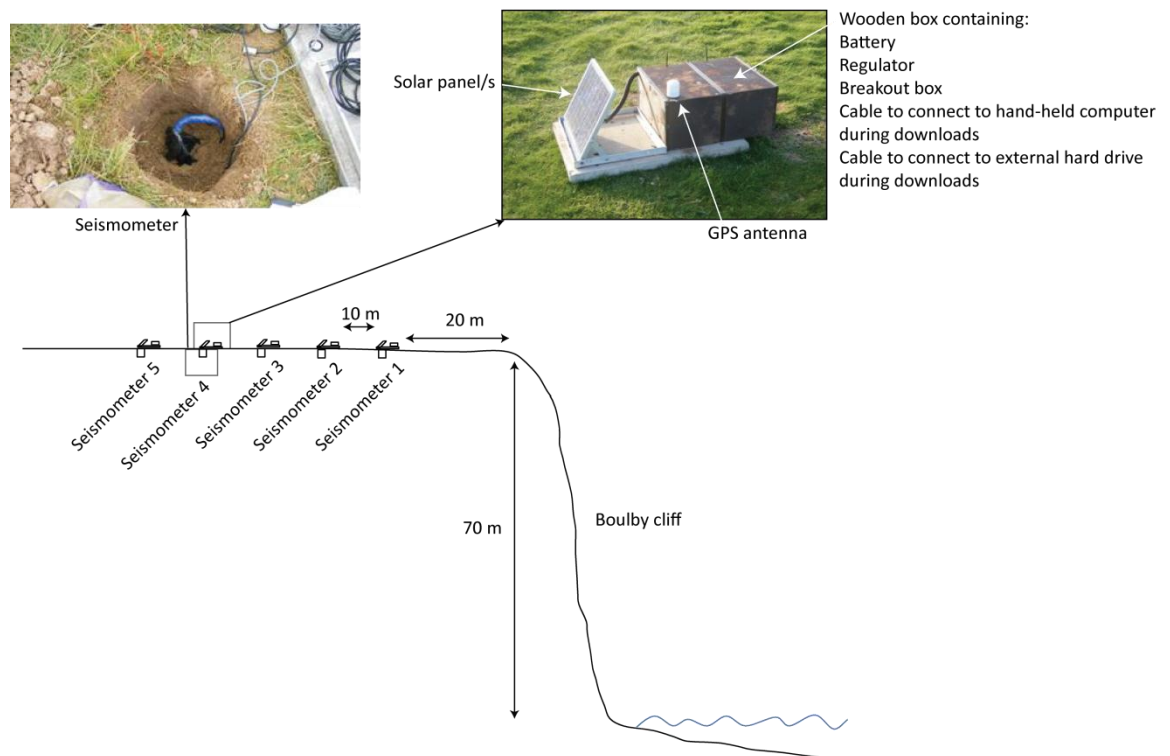 Wooden box containing:
Battery
Regulator
Breakout box
Cable to connect to hand-held computer
during downloads
Cable to connect to external hard drive
during downloads
Solar panel/s
GPS antenna
Seismometer
10 m
20 m
Seismometer 5
Seismometer 4
Seismometer 3
Seismometer 2
Seismometer 1
70 m
Boulby cliff